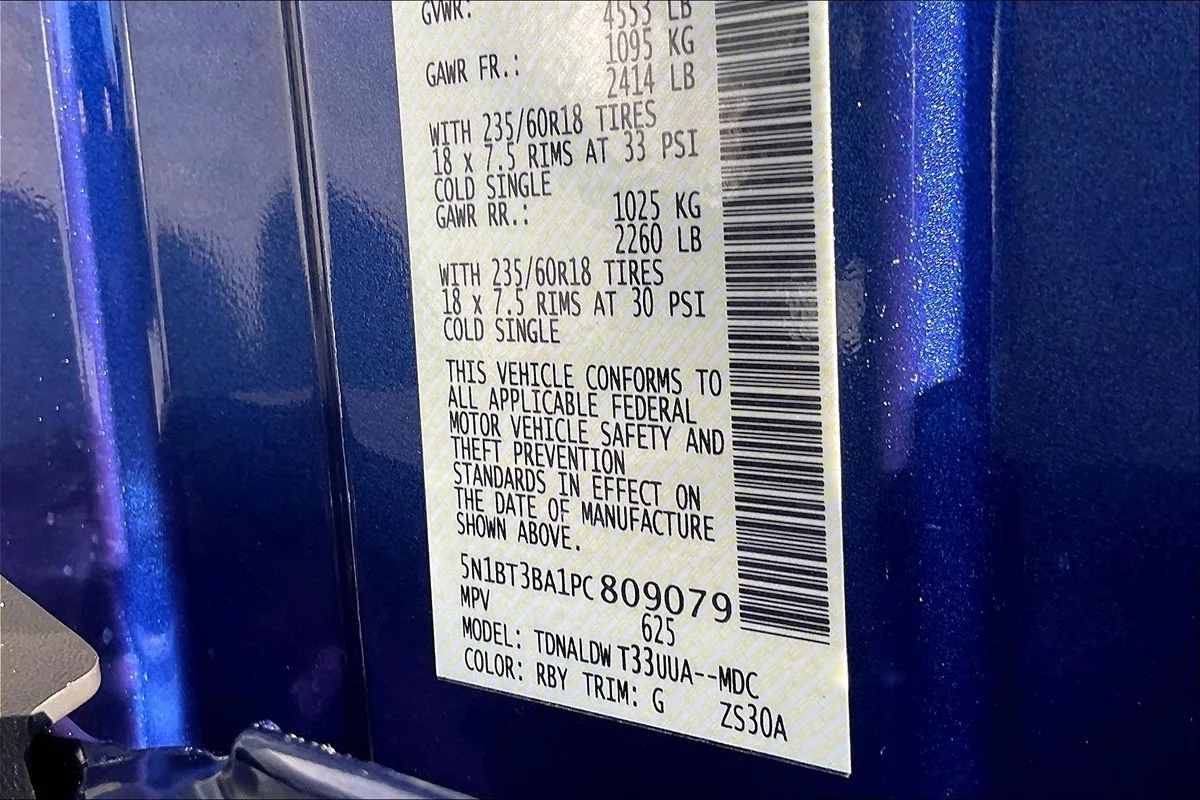 GVWR: 4553 LB
1095 KG
GAWR FR.: 2414 LB
WITH 235/60R18 TIRES
18 x 7.5 RIMS AT 33 PSI
COLD SINGLE
GAWR RR.: 1025 KG
2260 LB
WITH 235/60R18 TIRES
18 x 7.5 RIMS AT 30 PSI
COLD SINGLE
THIS VEHICLE CONFORMS TO
ALL APPLICABLE FEDERAL
MOTOR VEHICLE SAFETY AND
THEFT PREVENTION
STANDARDS IN EFFECT ON
THE DATE OF MANUFACTURE
SHOWN ABOVE.
5N1BT3BA1PC 809079
MPV 625
MODEL: TDNALDW T33UUA--MDC
COLOR: RBY TRIM: G ZS30A